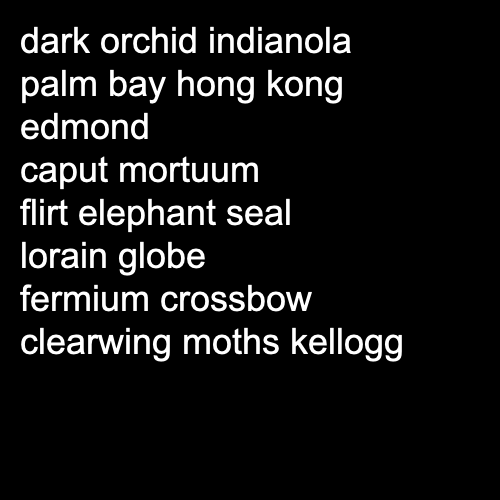 dark orchid indianola
palm bay hong kong
edmond
caput mortuum
flirt elephant seal
lorain globe
fermium crossbow
clearwing moths kellogg